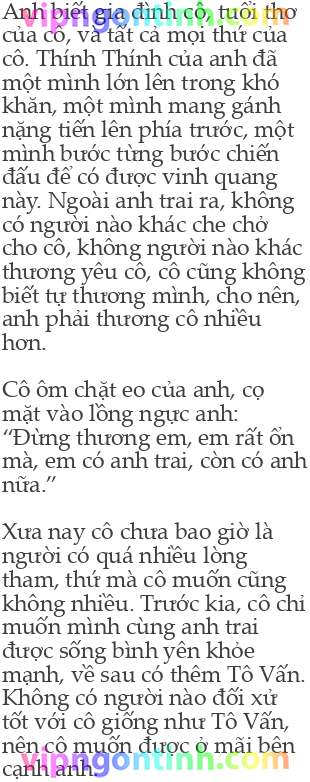 Anh biết gia đình cô, tuổi thơ
của cô, và tất cả mọi thứ của
cô. Thính Thính của anh đã
một mình lớn lên trong khó
khăn, một mình mang gánh
nặng tiến lên phía trước, một
mình bước từng bước chiến
đấu để có được vinh quang
này. Ngoài anh trai ra, không
có người nào khác che chở
cho cô, không người nào khác
thương yêu cô, cô cũng không
biết tự thương mình, cho nên,
anh phải thương cô nhiều
hơn.
Cô ôm chặt eo của anh, cọ
mặt vào lồng ngực anh:
“Đừng thương em, em rất ổn
mà, em có anh trai, còn có anh
nữa.”
Xưa nay cô chưa bao giờ là
người có quá nhiều lòng
tham, thứ mà cô muốn cũng
không nhiều. Trước kia, cô chỉ
muốn mình cùng anh trai
được sống bình yên khỏe
mạnh, về sau có thêm Tô Vấn.
Không có người nào đối xử
tốt với cô giống như Tô Vấn,
nên cô muốn được ở mãi bên
cạnh anh.
vipngontinh.com
vipngontinh.com